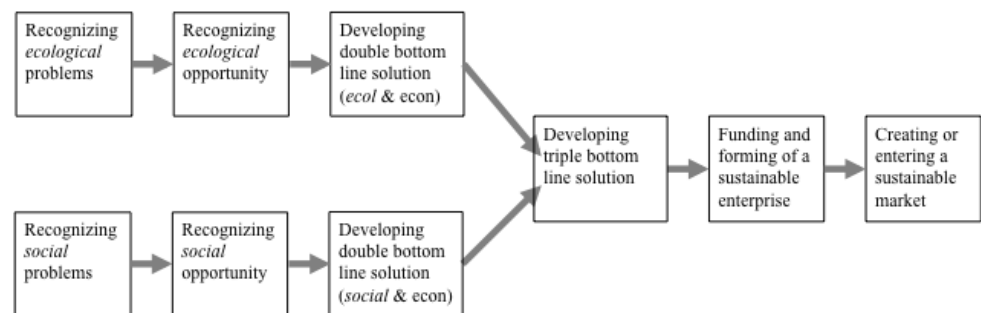 Recognizing
ecological
problems
Recognizing
ecological
opportunity
Developing
double bottom
line solution
(ecol & econ)
Developing
triple bottom
line solution
Funding and
forming of a
sustainable
enterprise
Creating or
entering a
sustainable
market
Recognizing
social
problems
Recognizing
social
opportunity
Developing
double bottom
line solution
(social & econ)